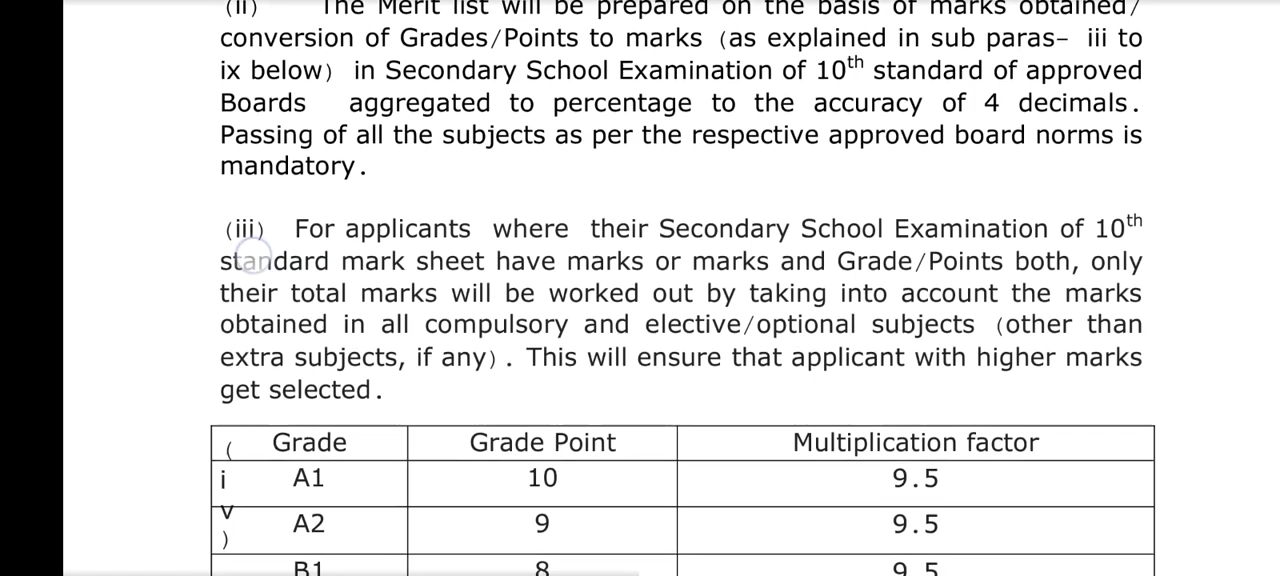 (ii) The Merit list will be prepared on the basis of marks obtained/
conversion of Grades/Points to marks (as explained in sub paras– iii to
ix below) in Secondary School Examination of 10th standard of approved
Boards aggregated to percentage to the accuracy of 4 decimals.
Passing of all the subjects as per the respective approved board norms is
mandatory.
(iii) For applicants where their Secondary School Examination of 10th
standard mark sheet have marks or marks and Grade/Points both, only
their total marks will be worked out by taking into account the marks
obtained in all compulsory and elective/optional subjects (other than
extra subjects, if any). This will ensure that applicant with higher marks
get selected.
(iv) Grade Grade Point Multiplication factor
A1 10 9.5
A2 9 9.5
B1 8 9.5